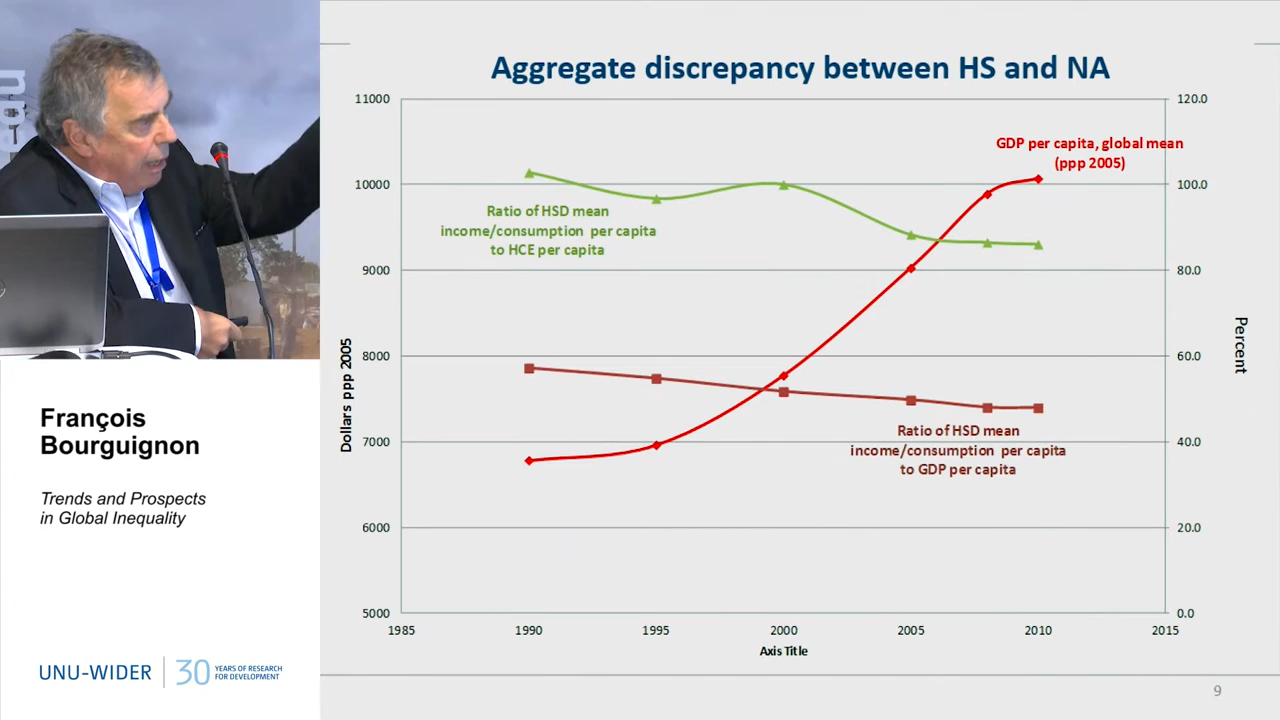 Aggregate discrepancy between HS and NA
11000
10000
9000
8000
7000
6000
5000
120.0
100.0
80.0
60.0
40.0
20.0
0.0
Dollars ppp 2005
Percent
GDP per capita, global mean
(ppp 2005)
Ratio of HSD mean
income/consumption per capita
to HCE per capita
Ratio of HSD mean
income/consumption per capita
to GDP per capita
1985 1990 1995 2000 2005 2010 2015
Axis Title
9
François
Bourguignon
Trends and Prospects
in Global Inequality
UNU-WIDER
30
YEARS OF RESEARCH
FOR DEVELOPMENT